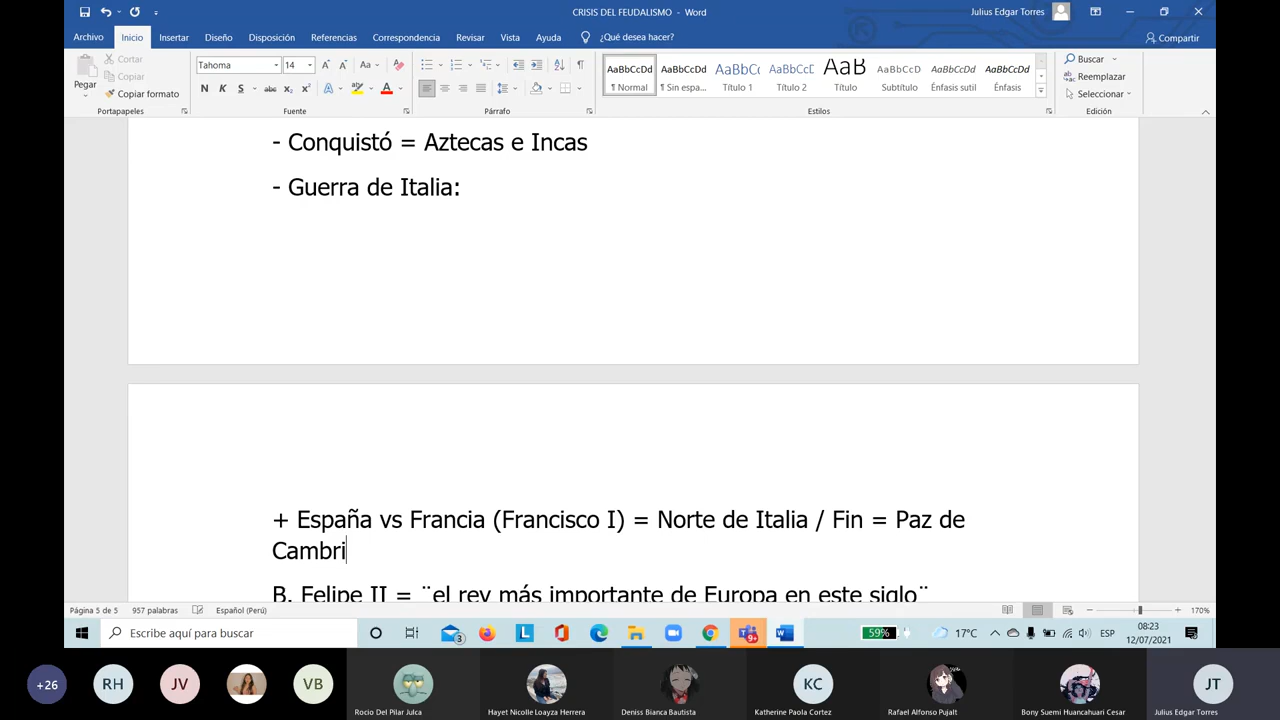 CRISIS DEL FEUDALISMO - Word
Julius Edgar Torres
Archivo Inicio Insertar Diseño Disposición Referencias Correspondencia Revisar Vista Ayuda ¿Qué desea hacer? Compartir
Pegar Cortar Copiar Copiar formato
Tahoma 14
N K S abc x₂ x² A A Aa
AaBbCcDd AaBbCcDd AaBbCc AaBbCcE AaB AaBbCcD AaBbCcDd AaBbCcDd
¶ Normal ¶ Sin espa... Título 1 Título 2 Título Subtítulo Énfasis sutil Énfasis
Buscar
Reemplazar
Seleccionar
Portapapeles Fuente Párrafo Estilos Edición
- Conquistó = Aztecas e Incas
- Guerra de Italia:
+ España vs Francia (Francisco I) = Norte de Italia / Fin = Paz de
Cambri
B. Felipe II = ¨el rey más importante de Europa en este siglo¨
Página 5 de 5 957 palabras Español (Perú) 170%
Escribe aquí para buscar 3 L 9+ 59% 17°C ESP 08:23
12/07/2021
+26 RH JV VB KC JT
Rocio Del Pilar Julca Hayet Nicolle Loayza Herrera Deniss Bianca Bautista Katherine Paola Cortez Rafael Alfonso Pujalt Bony Suemi Huancahuari Cesar Julius Edgar Torres